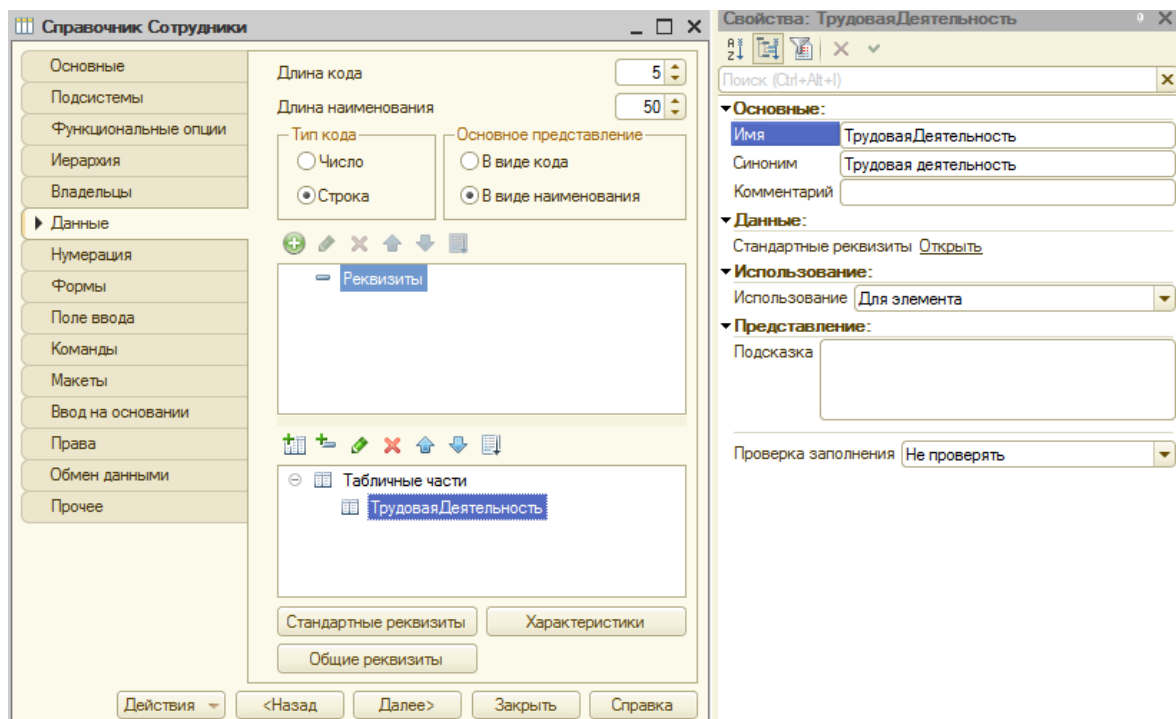 Справочник Сотрудники
Основные
Подсистемы
Функциональные опции
Иерархия
Владельцы
Данные
Нумерация
Формы
Поле ввода
Команды
Макеты
Ввод на основании
Права
Обмен данными
Прочее
Длина кода 5
Длина наименования 50
Тип кода
Число
Строка
Основное представление
В виде кода
В виде наименования
Реквизиты
Табличные части
ТрудоваяДеятельность
Стандартные реквизиты Характеристики
Общие реквизиты
Действия <Назад Далее> Закрыть Справка
Свойства: ТрудоваяДеятельность
Поиск (Ctrl+Alt+I)
Основные:
Имя ТрудоваяДеятельность
Синоним Трудовая деятельность
Комментарий
Данные:
Стандартные реквизиты Открыть
Использование:
Использование Для элемента
Представление:
Подсказка
Проверка заполнения Не проверять